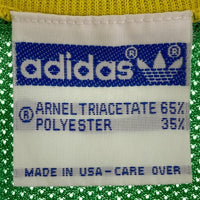 adidas ®
® ARNEL TRIACETATE 65%
POLYESTER 35%
MADE IN USA-CARE OVER